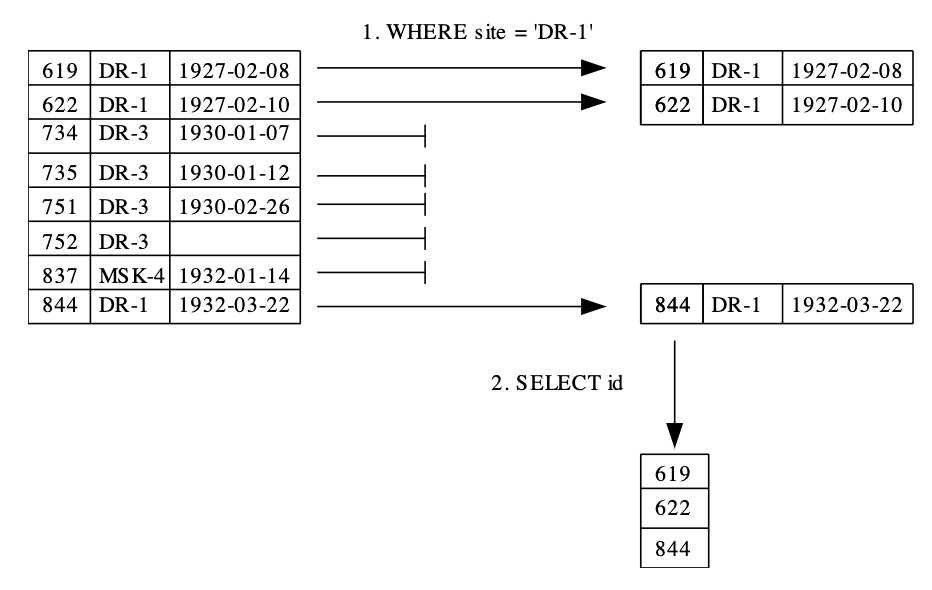 1. WHERE site = 'DR-1'
619 DR-1 1927-02-08
622 DR-1 1927-02-10
734 DR-3 1930-01-07
735 DR-3 1930-01-12
751 DR-3 1930-02-26
752 DR-3
837 MSK-4 1932-01-14
844 DR-1 1932-03-22
619 DR-1 1927-02-08
622 DR-1 1927-02-10
844 DR-1 1932-03-22
2. SELECT id
619
622
844